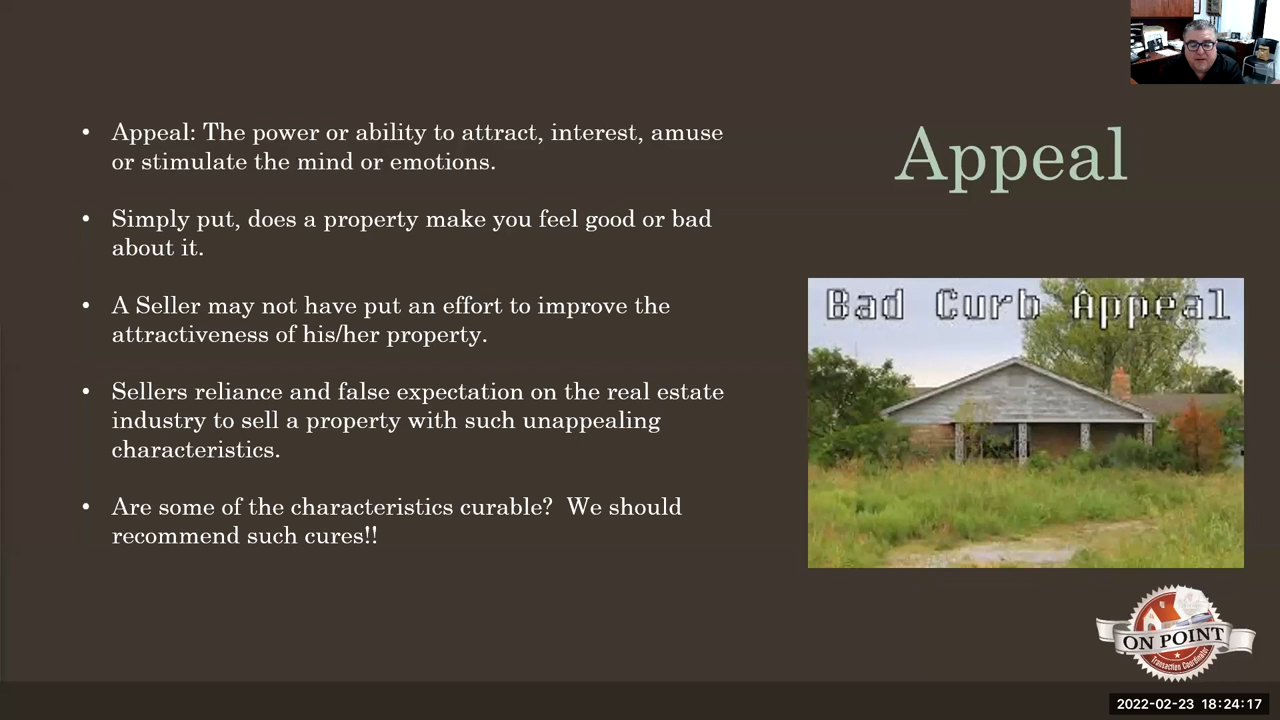 • Appeal: The power or ability to attract, interest, amuse
or stimulate the mind or emotions.
• Simply put, does a property make you feel good or bad
about it.
• A Seller may not have put an effort to improve the
attractiveness of his/her property.
• Sellers reliance and false expectation on the real estate
industry to sell a property with such unappealing
characteristics.
• Are some of the characteristics curable?  We should
recommend such cures!!
Appeal
Bad Curb Appeal
ON POINT
Transaction Coordinator
2022-02-23 18:24:17